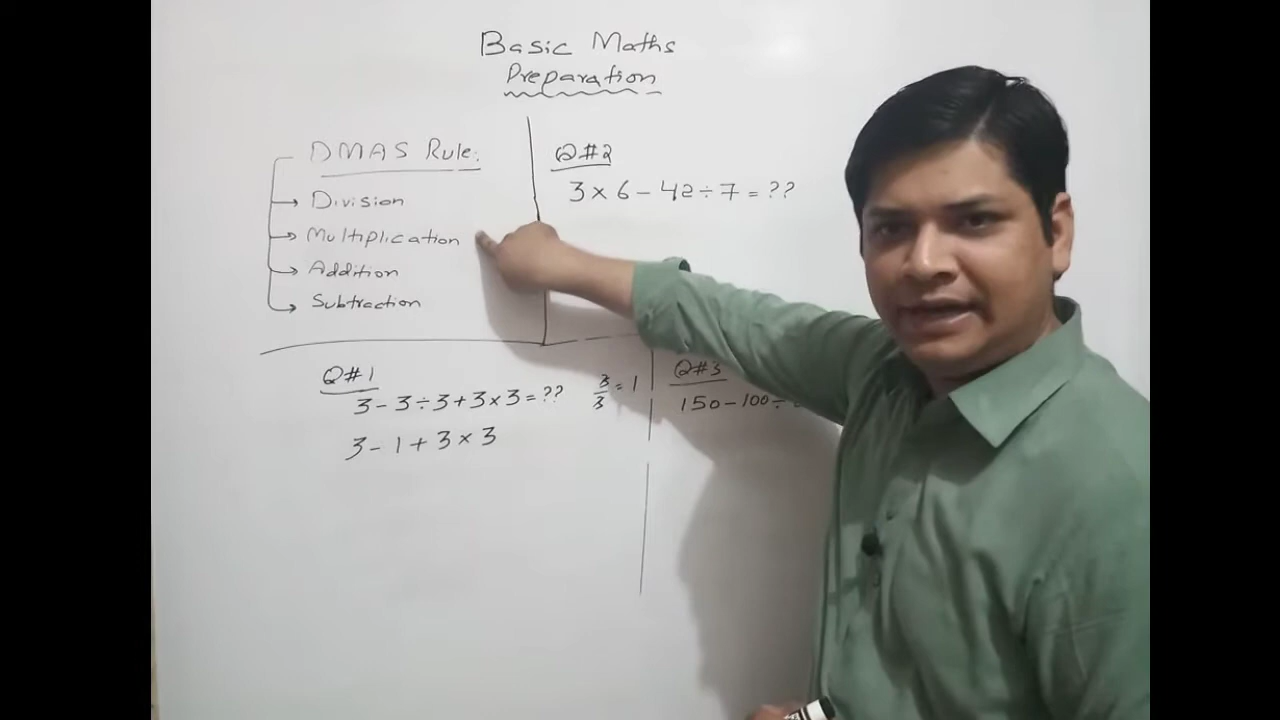 Basic Maths
Preparation
DMAS Rule:
Division
Multiplication
Addition
Subtraction
Q#2
3 × 6 - 42 ÷ 7 = ??
Q#1
3 - 3 ÷ 3 + 3 × 3 = ??
3/3 = 1
3 - 1 + 3 × 3
Q#3
150 - 100 ÷